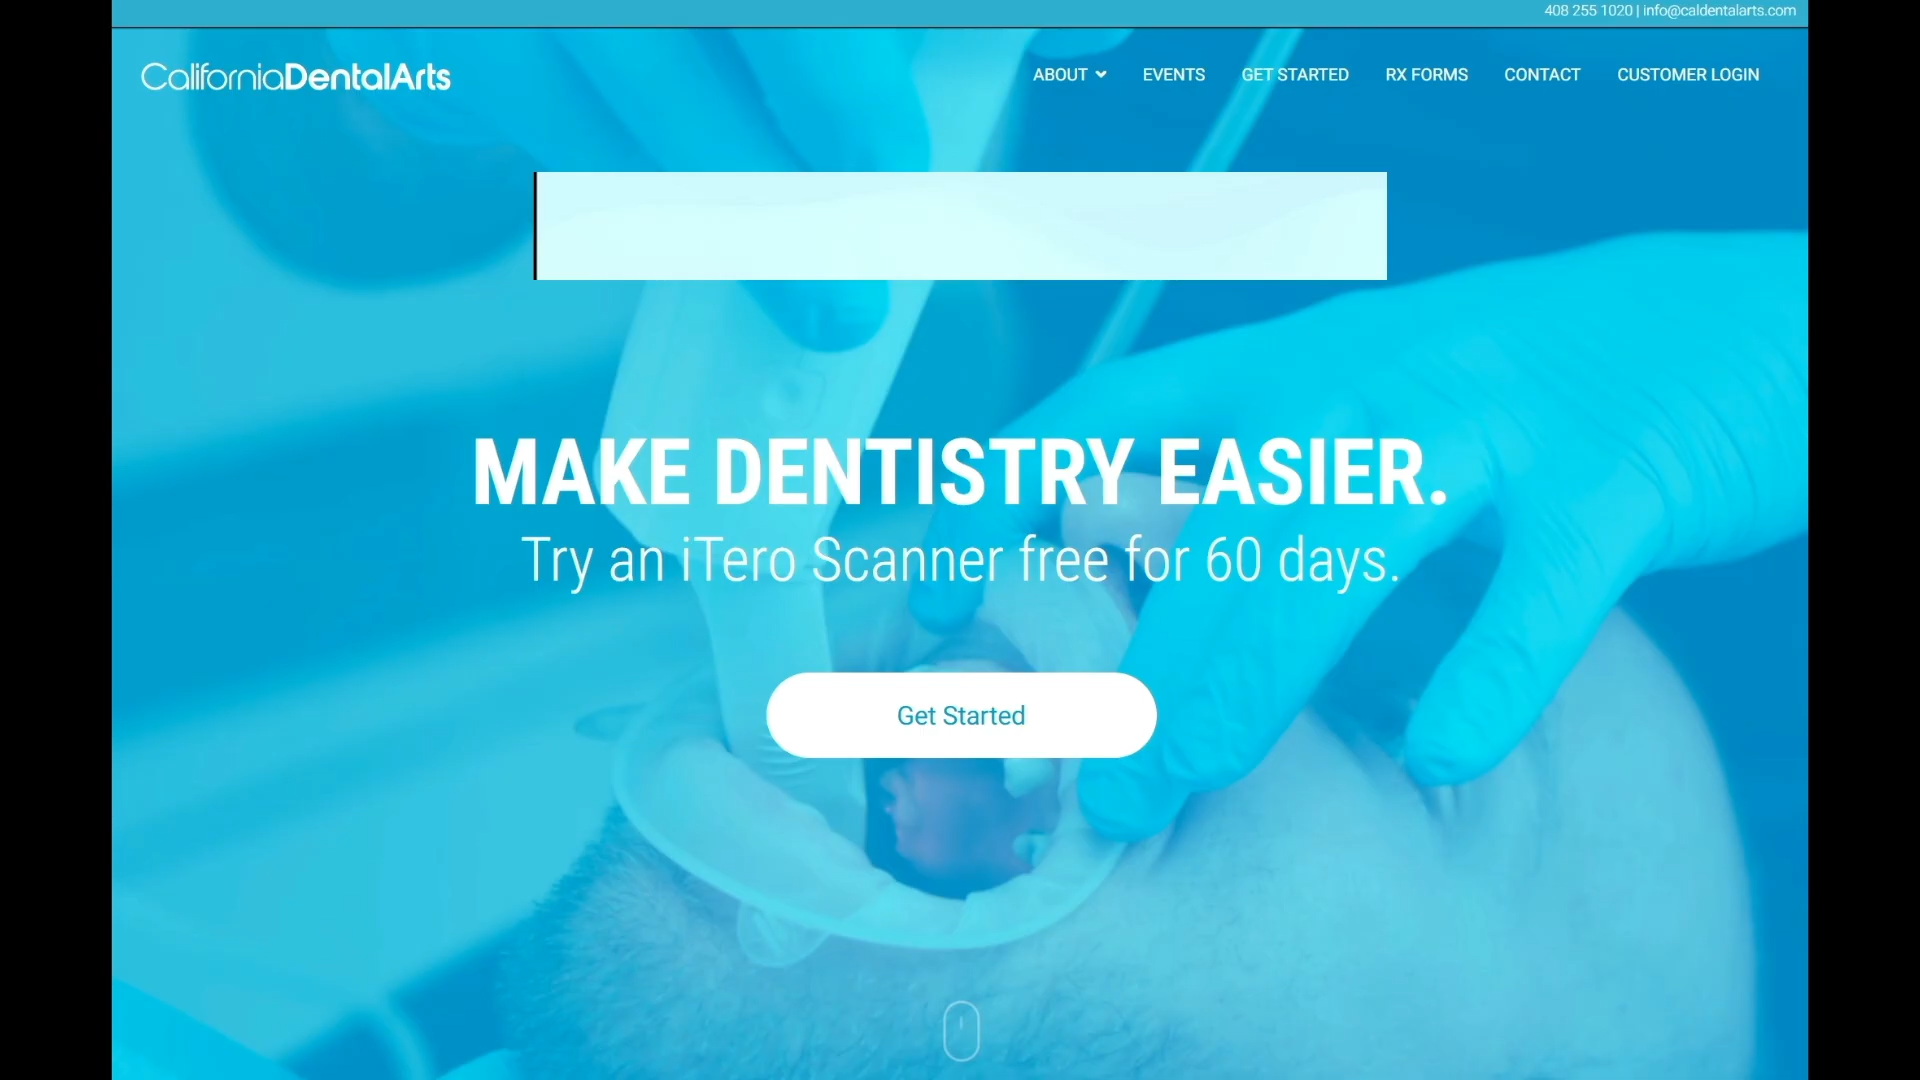 408 255 1020 | info@caldentalarts.com
CaliforniaDentalArts
ABOUT EVENTS GET STARTED RX FORMS CONTACT CUSTOMER LOGIN
MAKE DENTISTRY EASIER.
Try an iTero Scanner free for 60 days.
Get Started